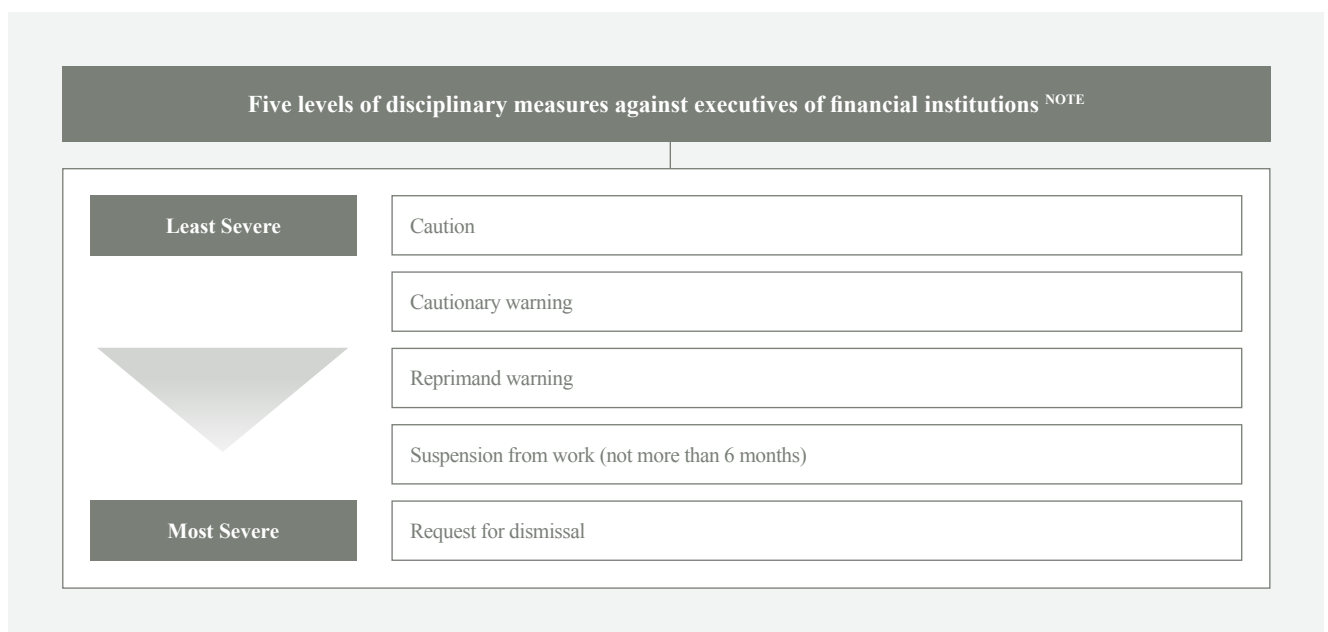 Five levels of disciplinary measures against executives of financial institutions NOTE
Least Severe
Caution
Cautionary warning
Reprimand warning
Suspension from work (not more than 6 months)
Most Severe
Request for dismissal